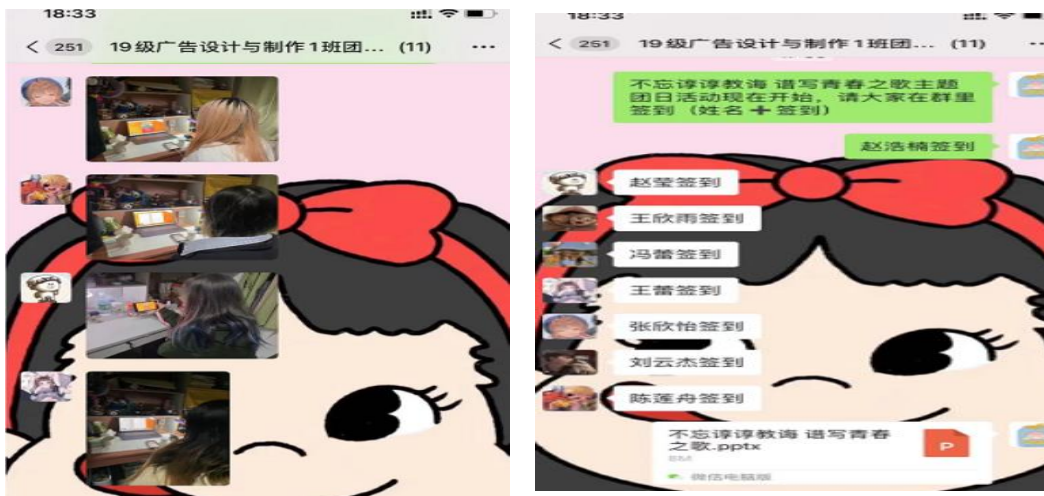 18:33
251 19级广告设计与制作1班团... (11) ...
18:33
251 19级广告设计与制作1班团... (11)
不忘谆谆教海 谱写青春之歌主题
团日活动现在开始，请大家在群里
签到（姓名➕签到）
赵浩楠签到
赵莹签到
王欣雨签到
冯蕾签到
王蕾签到
张欣怡签到
刘云杰签到
陈莲舟签到
不忘谆谆教海 谱写青春
之歌.pptx
P
微信电脑版